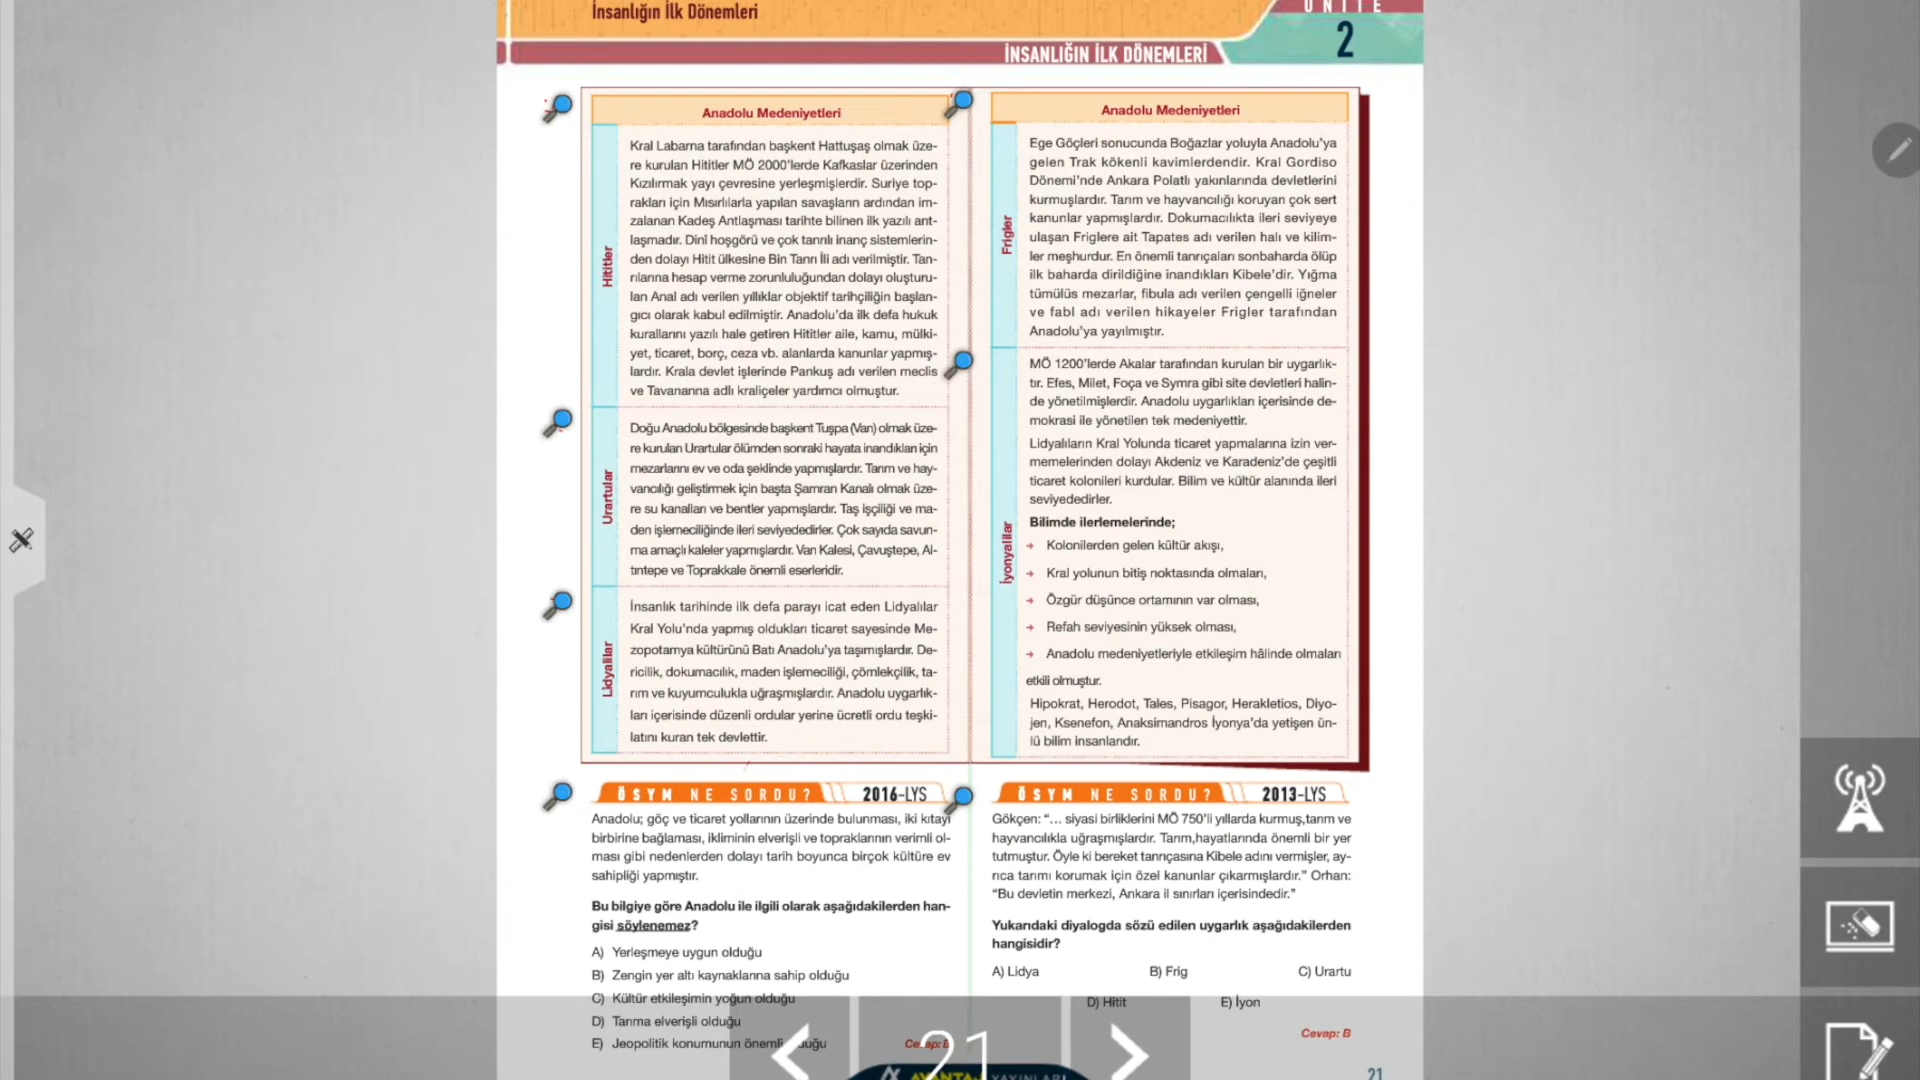 İnsanlığın İlk Dönemleri
ÜNİTE
2
İNSANLIĞIN İLK DÖNEMLERİ
Anadolu Medeniyetleri
Hititler
Kral Labarna tarafından başkent Hattuşaş olmak üze-
re kurulan Hititler MÖ 2000'lerde Kafkaslar üzerinden
Kızılırmak yayı çevresine yerleşmişlerdir. Suriye top-
rakları için Mısırlılarla yapılan savaşların ardından im-
zalanan Kadeş Antlaşması tarihte bilinen ilk yazılı ant-
laşmadır. Dinî hoşgörü ve çok tanrılı inanç sistemlerin-
den dolayı Hitit ülkesine Bin Tanrı İli adı verilmiştir. Tan-
rılarına hesap verme zorunluluğundan dolayı oluşturu-
lan Anal adı verilen yıllıklar objektif tarihçiliğin başlan-
gıcı olarak kabul edilmiştir. Anadolu'da ilk defa hukuk
kurallarını yazılı hale getiren Hititler aile, kamu, mülki-
yet, ticaret, borç, ceza vb. alanlarda kanunlar yapmış-
lardır. Krala devlet işlerinde Pankuş adı verilen meclis
ve Tavananna adlı kraliçeler yardımcı olmuştur.
Urartular
Doğu Anadolu bölgesinde başkent Tuşpa (Van) olmak üze-
re kurulan Urartular ölümden sonraki hayata inandıkları için
mezarlarını ev ve oda şeklinde yapmışlardır. Tarım ve hay-
vancılığı geliştirmek için başta Şamran Kanalı olmak üze-
re su kanalları ve bentler yapmışlardır. Taş işçiliği ve ma-
den işlemeciliğinde ileri seviyededirler. Çok sayıda savun-
ma amaçlı kaleler yapmışlardır. Van Kalesi, Çavuştepe, Al-
tıntepe ve Toprakkale önemli eserleridir.
Lidyalılar
İnsanlık tarihinde ilk defa parayı icat eden Lidyalılar
Kral Yolu'nda yapmış oldukları ticaret sayesinde Me-
zopotamya kültürünü Batı Anadolu'ya taşımışlardır. De-
ricilik, dokumacılık, maden işlemeciliği, çömlekçilik, ta-
rım ve kuyumculukla uğraşmışlardır. Anadolu uygarlık-
ları içerisinde düzenli ordular yerine ücretli ordu teşki-
latını kuran tek devlettir.
Anadolu Medeniyetleri
Frigler
Ege Göçleri sonucunda Boğazlar yoluyla Anadolu'ya
gelen Trak kökenli kavimlerdendir. Kral Gordiso
Dönemi'nde Ankara Polatlı yakınlarında devletlerini
kurmuşlardır. Tarım ve hayvancılığı koruyan çok sert
kanunlar yapmışlardır. Dokumacılıkta ileri seviyeye
ulaşan Friglere ait Tapates adı verilen halı ve kilim-
ler meşhurdur. En önemli tanrıçaları sonbaharda ölüp
ilk baharda dirildiğine inandıkları Kibele'dir. Yığma
tümülüs mezarlar, fibula adı verilen çengelli iğneler
ve fabl adı verilen hikayeler Frigler tarafından
Anadolu'ya yayılmıştır.
İyonyalılar
MÖ 1200'lerde Akalar tarafından kurulan bir uygarlık-
tır. Efes, Milet, Foça ve Symra gibi site devletleri halin-
de yönetilmişlerdir. Anadolu uygarlıkları içerisinde de-
mokrasi ile yönetilen tek medeniyettir.
Lidyalıların Kral Yolunda ticaret yapmalarına izin ver-
memelerinden dolayı Akdeniz ve Karadeniz'de çeşitli
ticaret kolonileri kurdular. Bilim ve kültür alanında ileri
seviyededirler.
Bilimde ilerlemelerinde;
→ Kolonilerden gelen kültür akışı,
→ Kral yolunun bitiş noktasında olmaları,
→ Özgür düşünce ortamının var olması,
→ Refah seviyesinin yüksek olması,
→ Anadolu medeniyetleriyle etkileşim hâlinde olmaları
etkili olmuştur.
Hipokrat, Herodot, Tales, Pisagor, Herakletios, Diyo-
jen, Ksenefon, Anaksimandros İyonya'da yetişen ün-
lü bilim insanlarıdır.
ÖSYM NE SORDU? 2016-LYS
Anadolu; göç ve ticaret yollarının üzerinde bulunması, iki kıtayı
birbirine bağlaması, ikliminin elverişli ve topraklarının verimli ol-
ması gibi nedenlerden dolayı tarih boyunca birçok kültüre ev
sahipliği yapmıştır.
Bu bilgiye göre Anadolu ile ilgili olarak aşağıdakilerden han-
gisi söylenemez?
A) Yerleşmeye uygun olduğu
B) Zengin yer altı kaynaklarına sahip olduğu
C) Kültür etkileşimin yoğun olduğu
D) Tarıma elverişli olduğu
E) Jeopolitik konumunun önemli olduğu
Cevap: B
ÖSYM NE SORDU? 2013-LYS
Gökçen: "... siyasi birliklerini MÖ 750'li yıllarda kurmuş,tarım ve
hayvancılıkla uğraşmışlardır. Tarım,hayatlarında önemli bir yer
tutmuştur. Öyle ki bereket tanrıçasına Kibele adını vermişler, ay-
rıca tarımı korumak için özel kanunlar çıkarmışlardır." Orhan:
"Bu devletin merkezi, Ankara il sınırları içerisindedir."
Yukarıdaki diyalogda sözü edilen uygarlık aşağıdakilerden
hangisidir?
A) Lidya B) Frig C) Urartu
D) Hitit E) İyon
Cevap: B
21
YAYINLARI
21